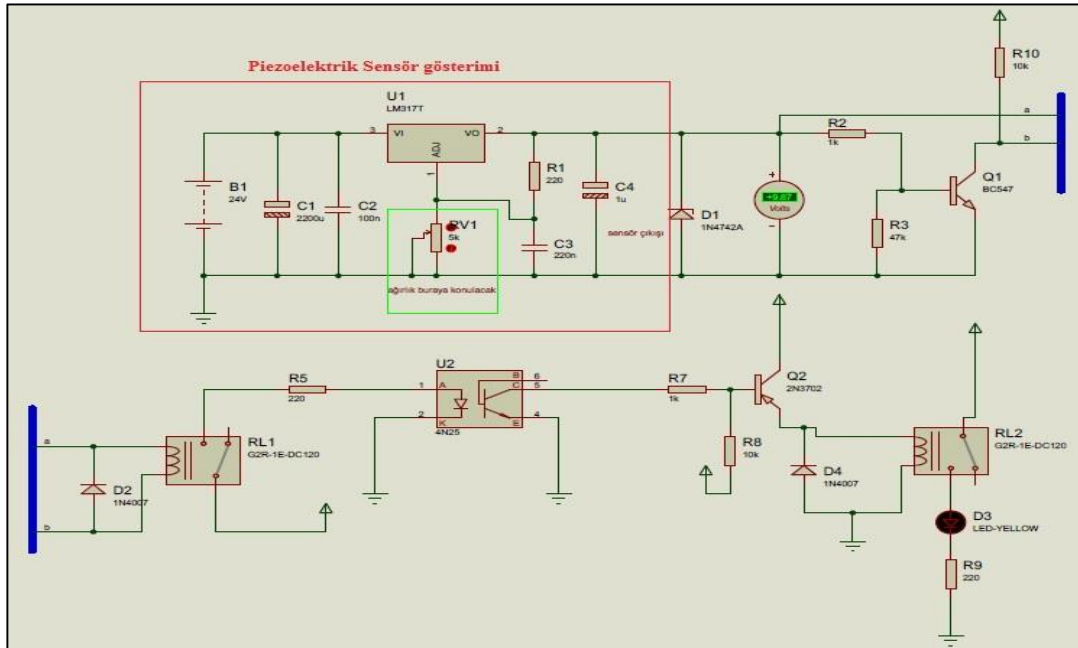 Piezoelektrik Sensör gösterimi
U1
LM317T
3 VI VO 2
ADJ
1
B1
24V
C1
2200u
C2
100n
R1
220
C4
1u
RV1
5k
C3
220n
ağırlık buraya konulacak
sensör çıkışı
D1
1N4742A
+9.87
Volts
+
-
R2
1k
R3
47k
Q1
BC547
R10
10k
a
b
a
b
D2
1N4007
RL1
G2R-1E-DC120
R5
220
U2
1 A
2 K
B 6
C 5
E 4
4N25
R7
1k
R8
10k
Q2
2N3702
D4
1N4007
RL2
G2R-1E-DC120
D3
LED-YELLOW
R9
220